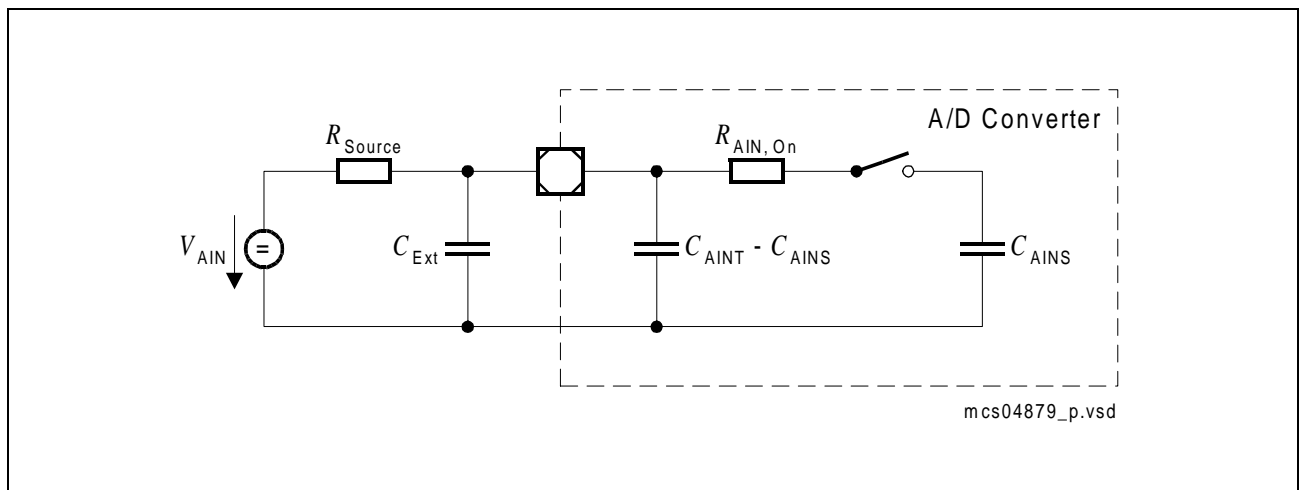 A/D Converter
R Source
R AIN, On
V AIN
=
C Ext
C AINT - C AINS
C AINS
mcs04879_p.vsd